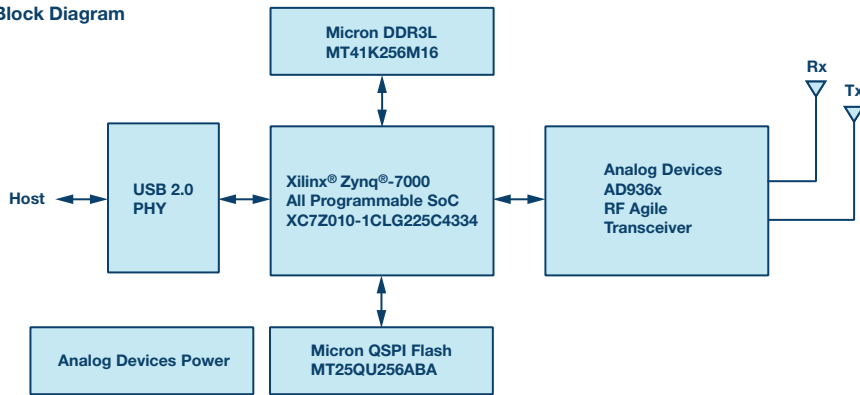 Block Diagram
Micron DDR3L
MT41K256M16
Rx
Tx
Host
USB 2.0
PHY
Xilinx® Zynq®-7000
All Programmable SoC
XC7Z010-1CLG225C4334
Analog Devices
AD936x
RF Agile
Transceiver
Analog Devices Power
Micron QSPI Flash
MT25QU256ABA